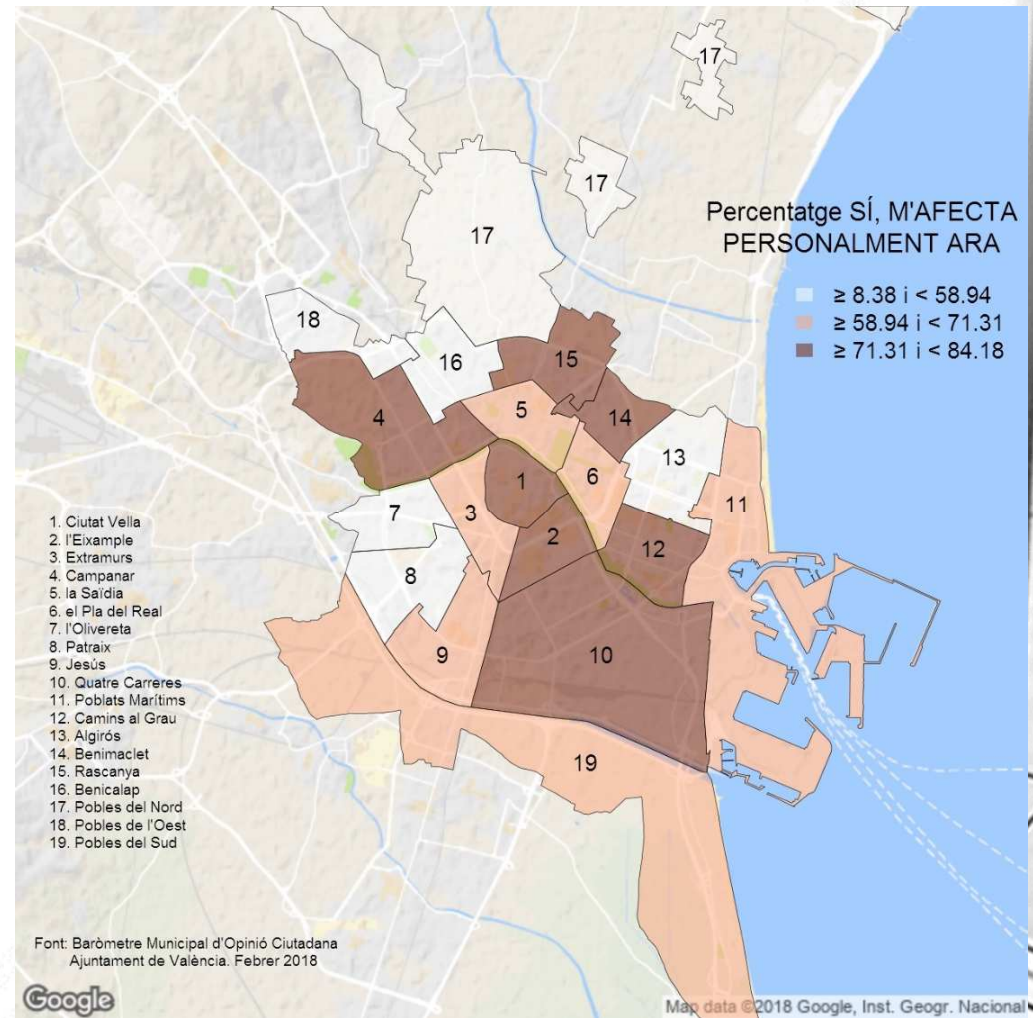 17
17
17
Percentatge SÍ, M'AFECTA
PERSONALMENT ARA
≥ 8.38 i < 58.94
≥ 58.94 i < 71.31
≥ 71.31 i < 84.18
18
16
15
4
5
14
13
6
1
11
3
7
2
12
8
9
10
19
1. Ciutat Vella
2. l'Eixample
3. Extramurs
4. Campanar
5. la Saïdia
6. el Pla del Real
7. l'Olivereta
8. Patraix
9. Jesús
10. Quatre Carreres
11. Poblats Marítims
12. Camins al Grau
13. Algirós
14. Benimaclet
15. Rascanya
16. Benicalap
17. Pobles del Nord
18. Pobles de l'Oest
19. Pobles del Sud
Font: Baròmetre Municipal d'Opinió Ciutadana
Ajuntament de València. Febrer 2018
Google
Map data ©2018 Google, Inst. Geogr. Nacional